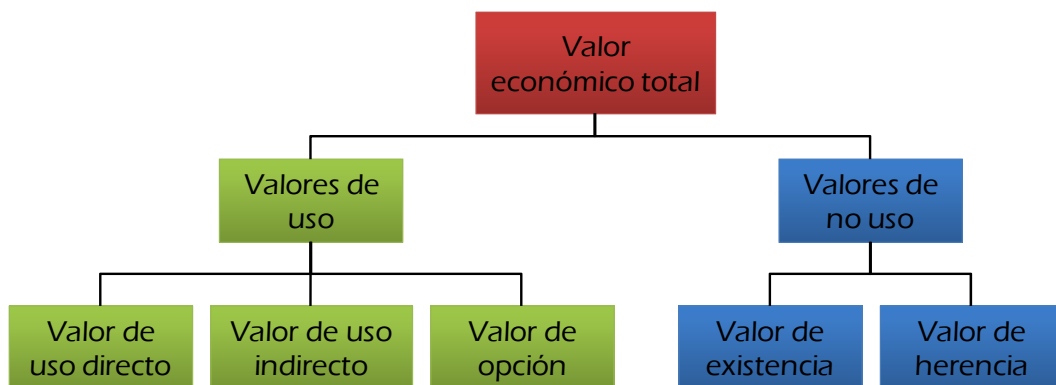 Valor
económico total
Valores de
uso
Valores de
no uso
Valor de
uso directo
Valor de uso
indirecto
Valor de
opción
Valor de
existencia
Valor de
herencia